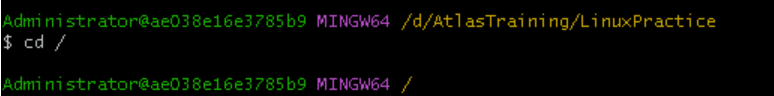 Administrator@ae038e16e3785b9 MINGW64 /d/AtlasTraining/LinuxPractice
$ cd /
Administrator@ae038e16e3785b9 MINGW64 /